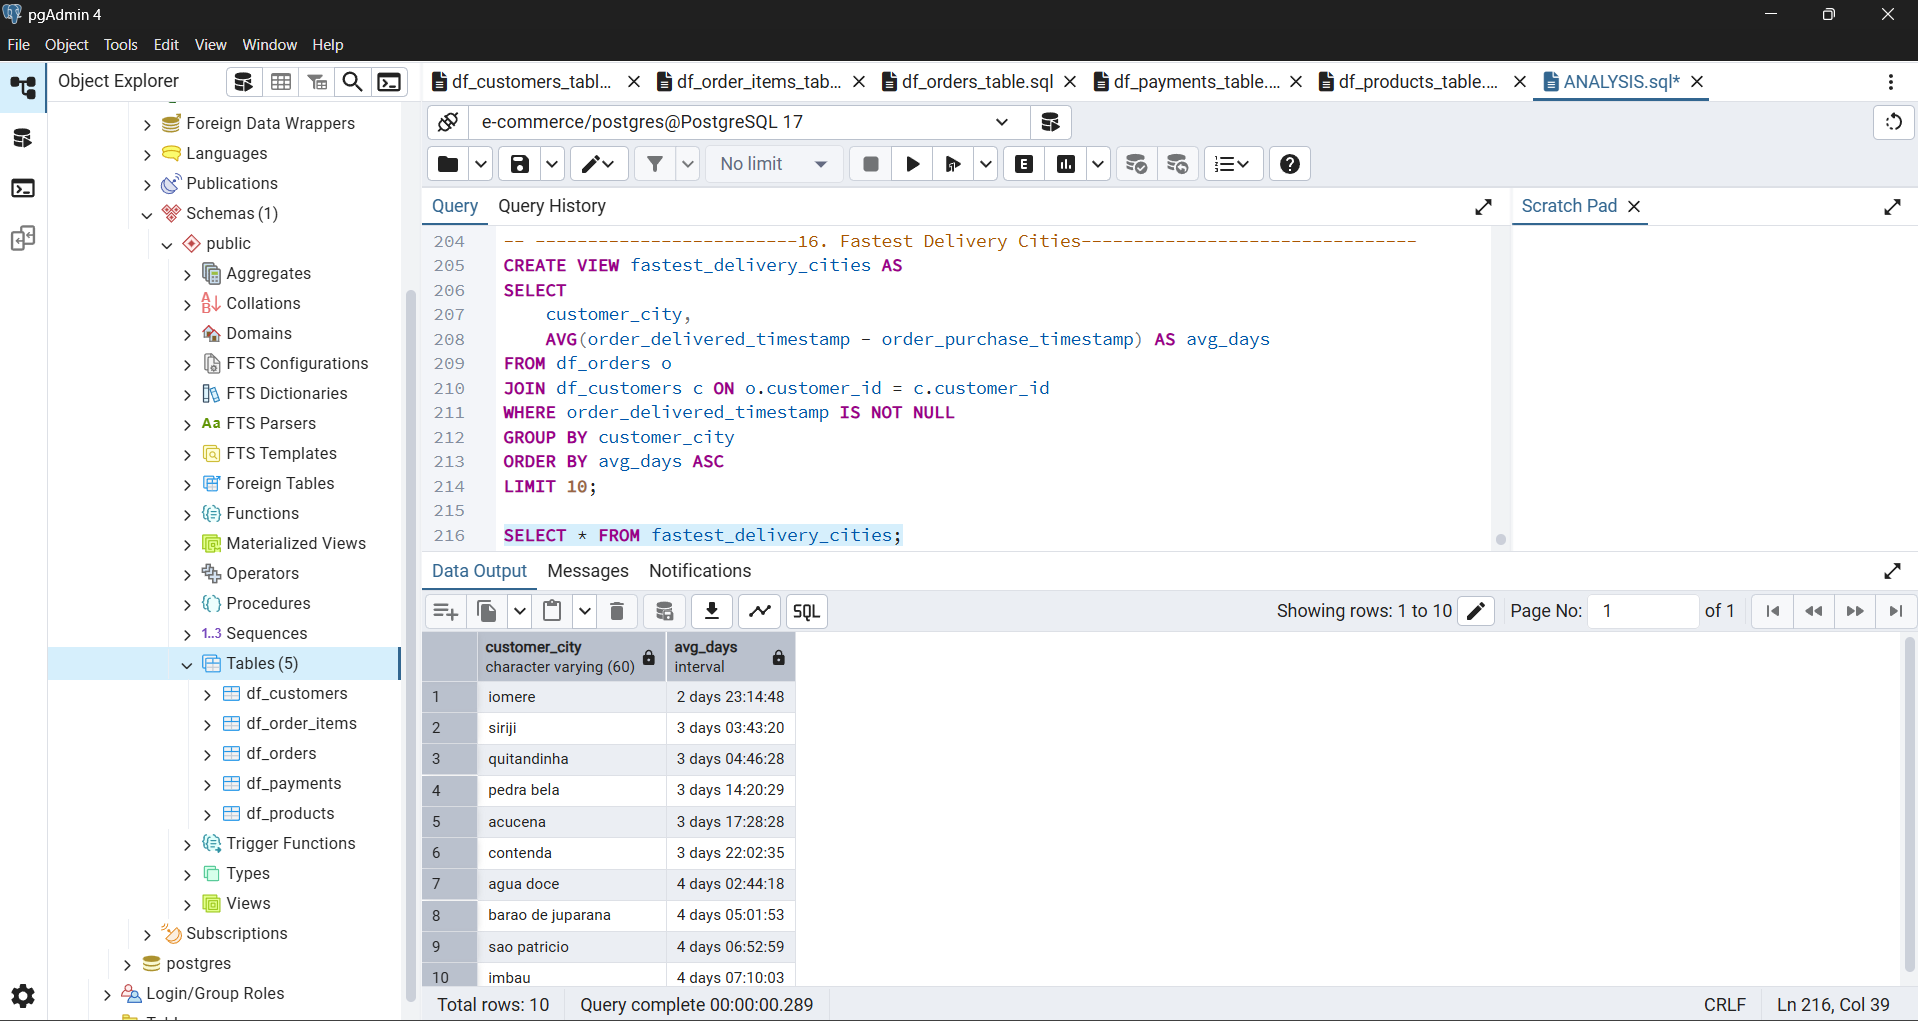 pgAdmin 4
File Object Tools Edit View Window Help
Object Explorer
df_customers_tabl...
df_order_items_tab...
df_orders_table.sql
df_payments_table....
df_products_table....
ANALYSIS.sql*
e-commerce/postgres@PostgreSQL 17
No limit
E
Query Query History
Scratch Pad
Foreign Data Wrappers
Languages
Publications
Schemas (1)
public
Aggregates
Collations
Domains
FTS Configurations
FTS Dictionaries
Aa FTS Parsers
FTS Templates
Foreign Tables
Functions
Materialized Views
Operators
Procedures
1..3 Sequences
Tables (5)
df_customers
df_order_items
df_orders
df_payments
df_products
Trigger Functions
Types
Views
Subscriptions
postgres
Login/Group Roles
204 -- -------------------------16. Fastest Delivery Cities--------------------------------
205 CREATE VIEW fastest_delivery_cities AS
206 SELECT
207 customer_city,
208 AVG(order_delivered_timestamp - order_purchase_timestamp) AS avg_days
209 FROM df_orders o
210 JOIN df_customers c ON o.customer_id = c.customer_id
211 WHERE order_delivered_timestamp IS NOT NULL
212 GROUP BY customer_city
213 ORDER BY avg_days ASC
214 LIMIT 10;
215
216 SELECT * FROM fastest_delivery_cities;
Data Output Messages Notifications
SQL
Showing rows: 1 to 10
Page No: 1 of 1
customer_city avg_days
character varying (60) interval
1 iomere 2 days 23:14:48
2 siriji 3 days 03:43:20
3 quitandinha 3 days 04:46:28
4 pedra bela 3 days 14:20:29
5 acucena 3 days 17:28:28
6 contenda 3 days 22:02:35
7 agua doce 4 days 02:44:18
8 barao de juparana 4 days 05:01:53
9 sao patricio 4 days 06:52:59
10 imbau 4 days 07:10:03
Total rows: 10 Query complete 00:00:00.289
CRLF Ln 216, Col 39